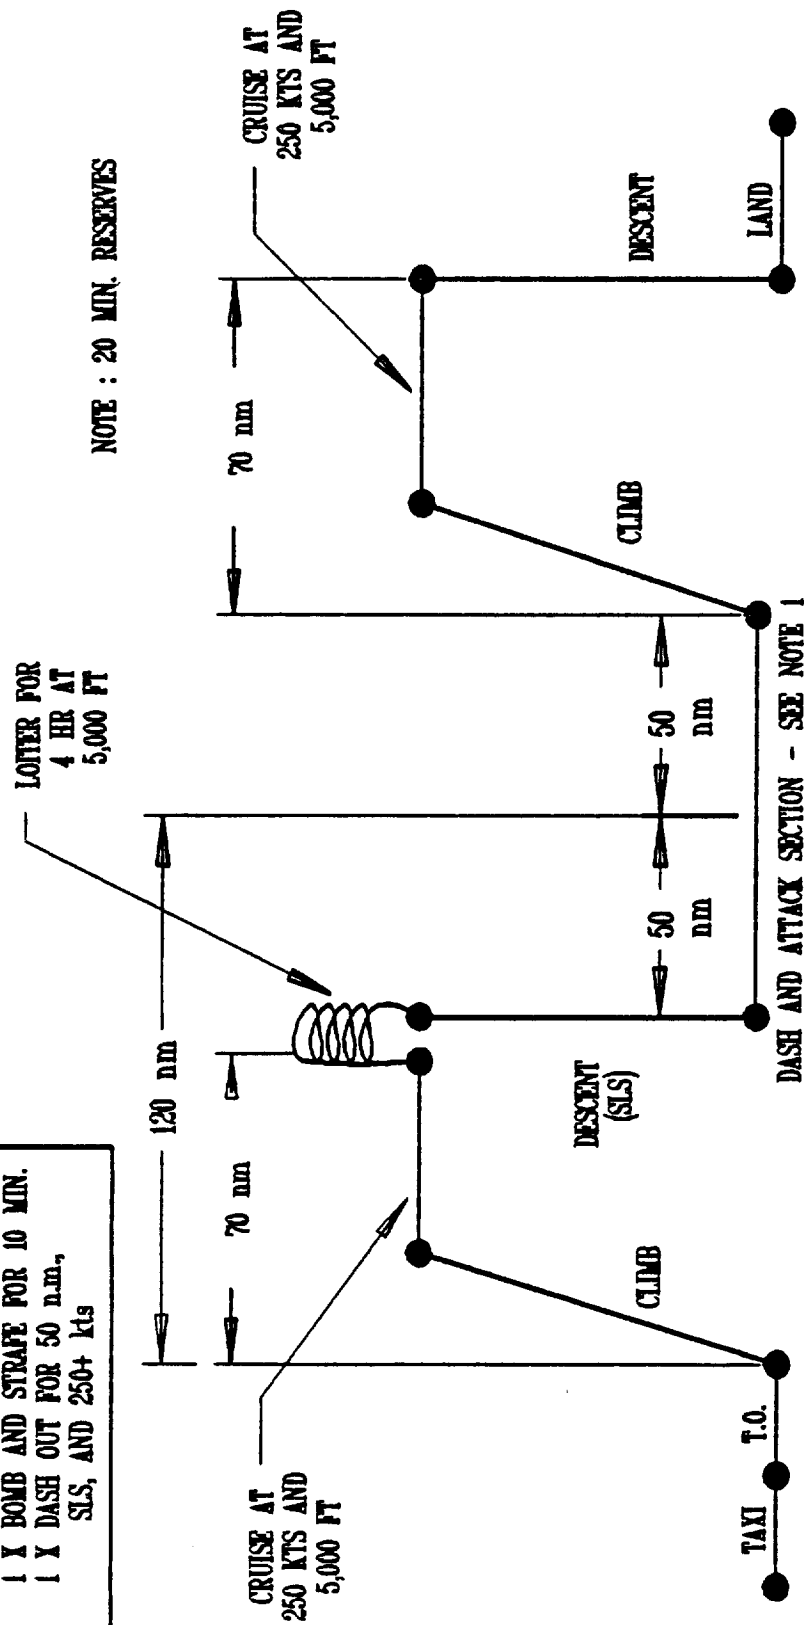 1 X BOMB AND STRAFE FOR 10 MIN.
1 X DASH OUT FOR 50 n.m.,
SLS, AND 250+ kts
LOITER FOR
4 HR AT
5,000 FT
NOTE : 20 MIN. RESERVES
CRUISE AT
250 KTS AND
5,000 FT
120 nm
70 nm
70 nm
CRUISE AT
250 KTS AND
5,000 FT
CLIMB
DESCENT
(SLS)
50
nm
50
nm
CLIMB
DESCENT
TAXI
T.O.
LAND
DASH AND ATTACK SECTION - SEE NOTE 1